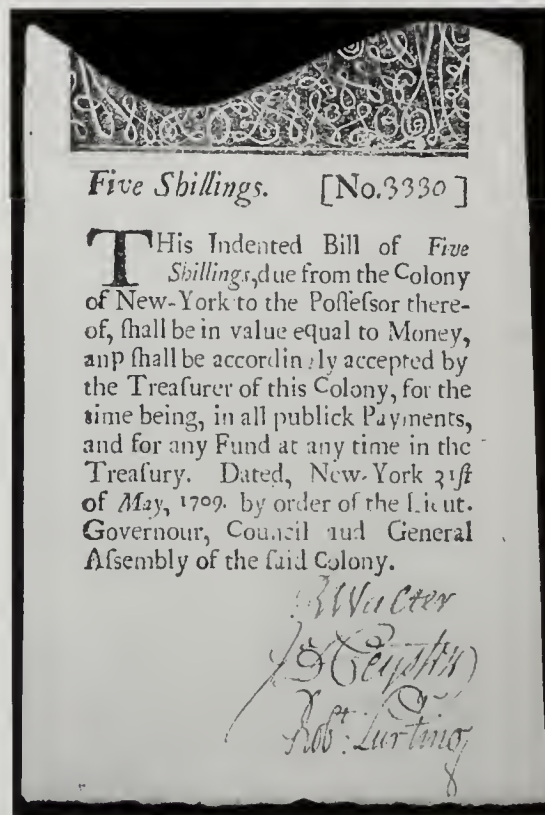 Five Shillings. [No. 3330]
THis Indented Bill of Five
Shillings, due from the Colony
of New-York to the Poſſeſsor there-
of, ſhall be in value equal to Money,
anp ſhall be accordin ly accepted by
the Treaſurer of this Colony, for the
time being, in all publick Payments,
and for any Fund at any time in the
Treaſury. Dated, New-York 31ſt
of May, 1709. by order of the Lieut.
Governour, Council aud General
Aſsembly of the ſaid Colony.
R Walter
Robt. Lurting